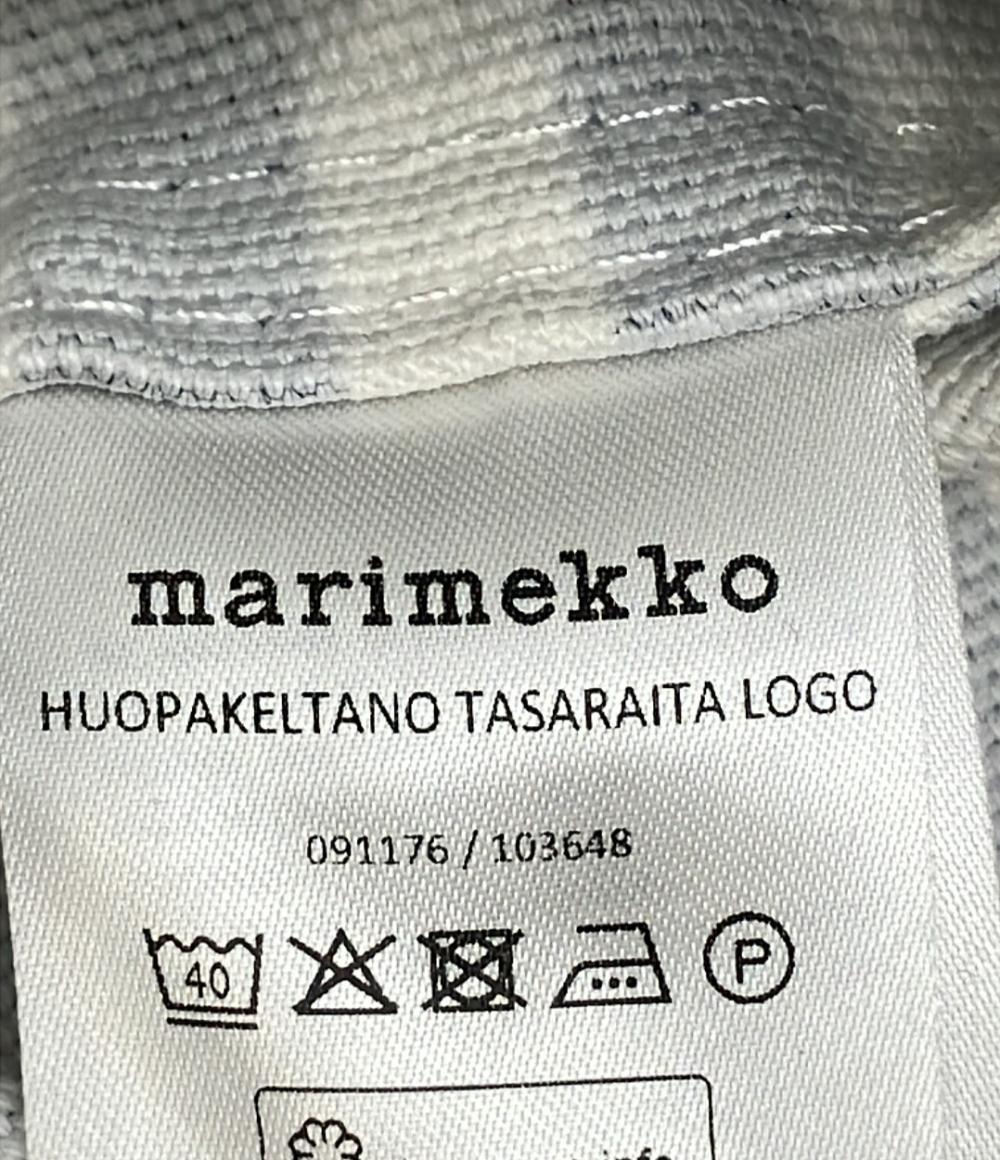 marimekko
HUOPAKELTANO TASARAITA LOGO
091176 / 103648
40
P